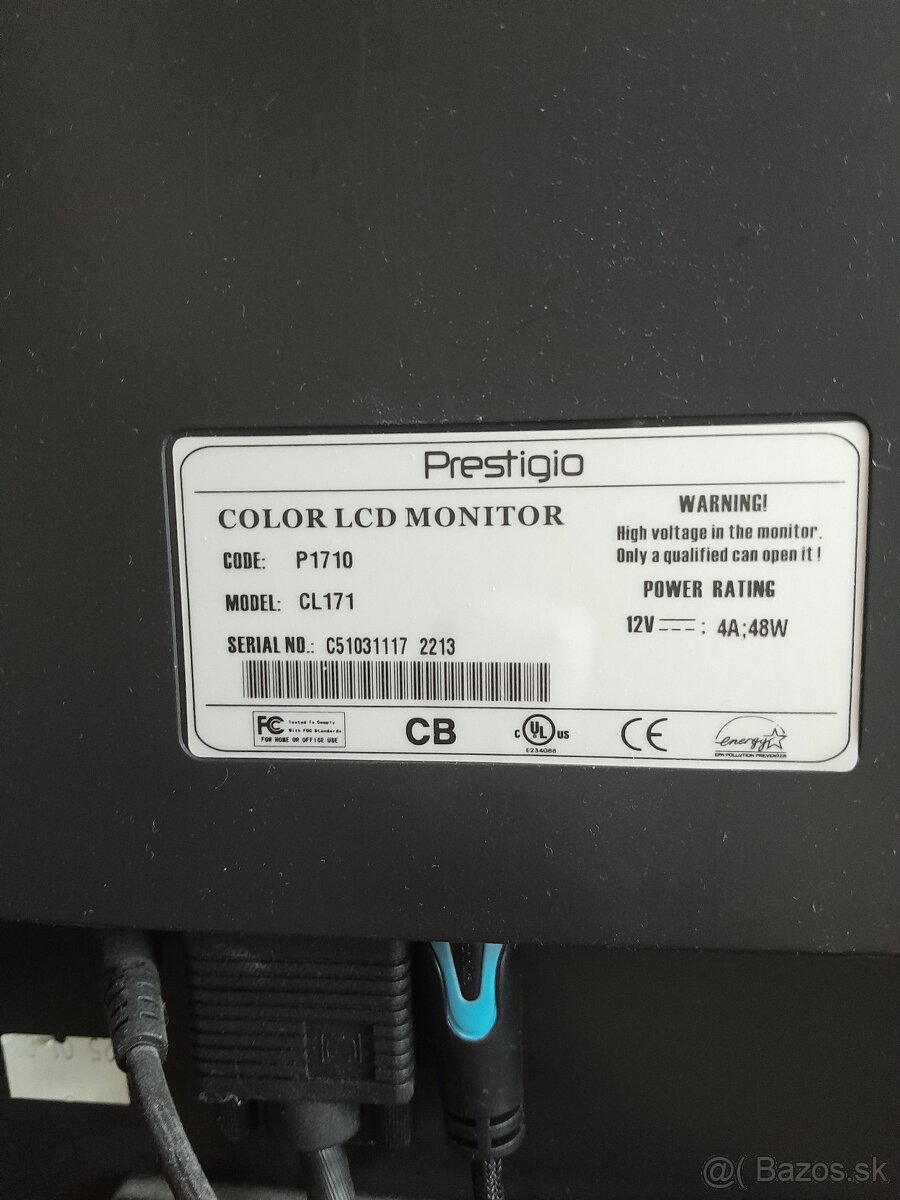 Prestigio
COLOR LCD MONITOR
CODE: P1710
MODEL: CL171
SERIAL NO.: C51031117 2213
WARNING!
High voltage in the monitor.
Only a qualified can open it !
POWER RATING
12V ⎓ : 4A;48W
FC Tested To Comply
With FCC Standards
FOR HOME OR OFFICE USE
CB
C UL US
E234088
CE
energy
EPA POLLUTION PREVENTER
@( Bazos.sk